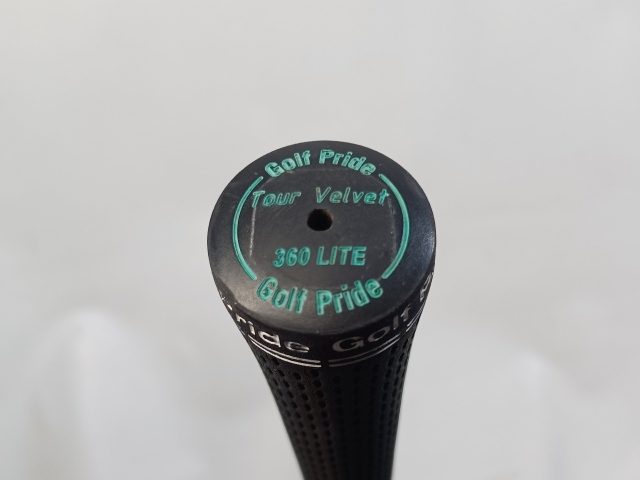 Golf Pride
Tour Velvet
360 LITE
Golf Pride
Pride Golf